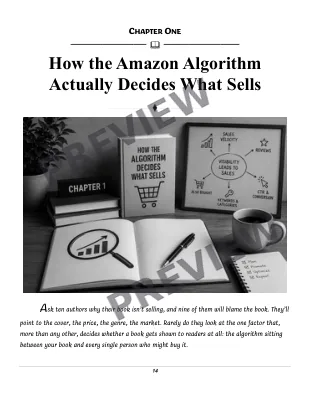 CHAPTER ONE
How the Amazon Algorithm
Actually Decides What Sells
PREVIEW
HOW THE
ALGORITHM
DECIDES
WHAT SELLS
CHAPTER 1
SALES
VELOCITY
REVIEWS
VISIBILITY
LEADS TO
SALES
CTR &
CONVERSION
KEYWORDS &
CATEGORIES
PREVIEW
Ask ten authors why their book isn't selling, and nine of them will blame the book. They'll
point to the cover, the price, the genre, the market. Rarely do they look at the one factor that,
more than any other, decides whether a book gets shown to readers at all: the algorithm sitting
between your book and every single person who might buy it.
14